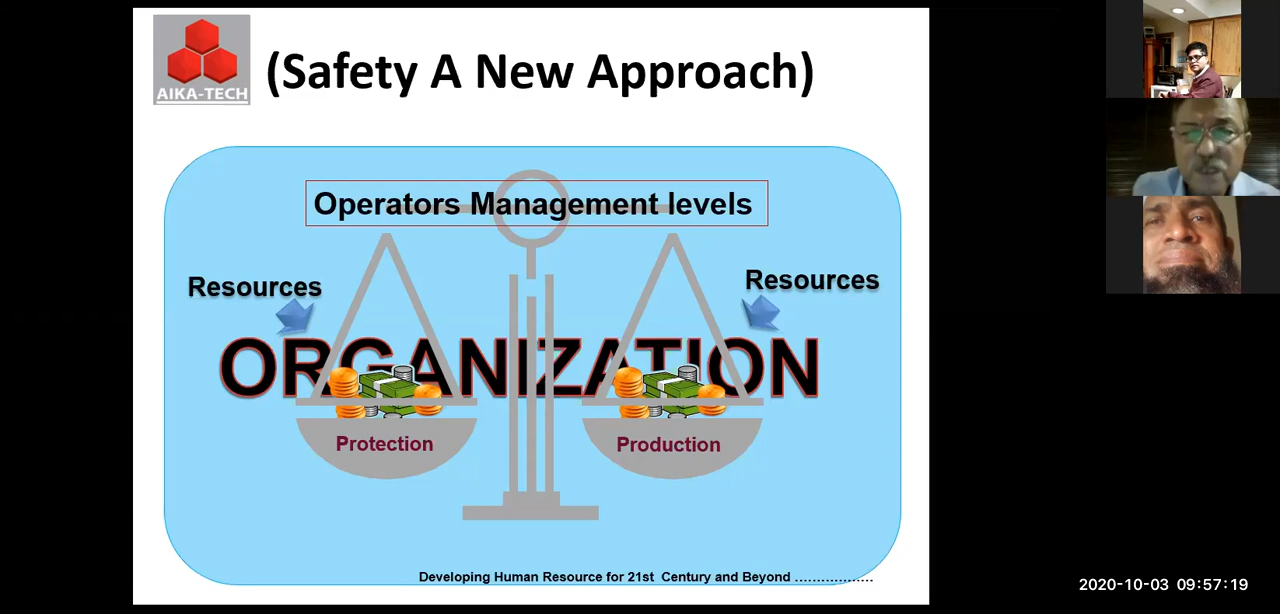 AIKA-TECH
(Safety A New Approach)
Operators Management levels
Resources
Resources
ORGANIZATION
Protection
Production
Developing Human Resource for 21st Century and Beyond ..................
2020-10-03 09:57:19